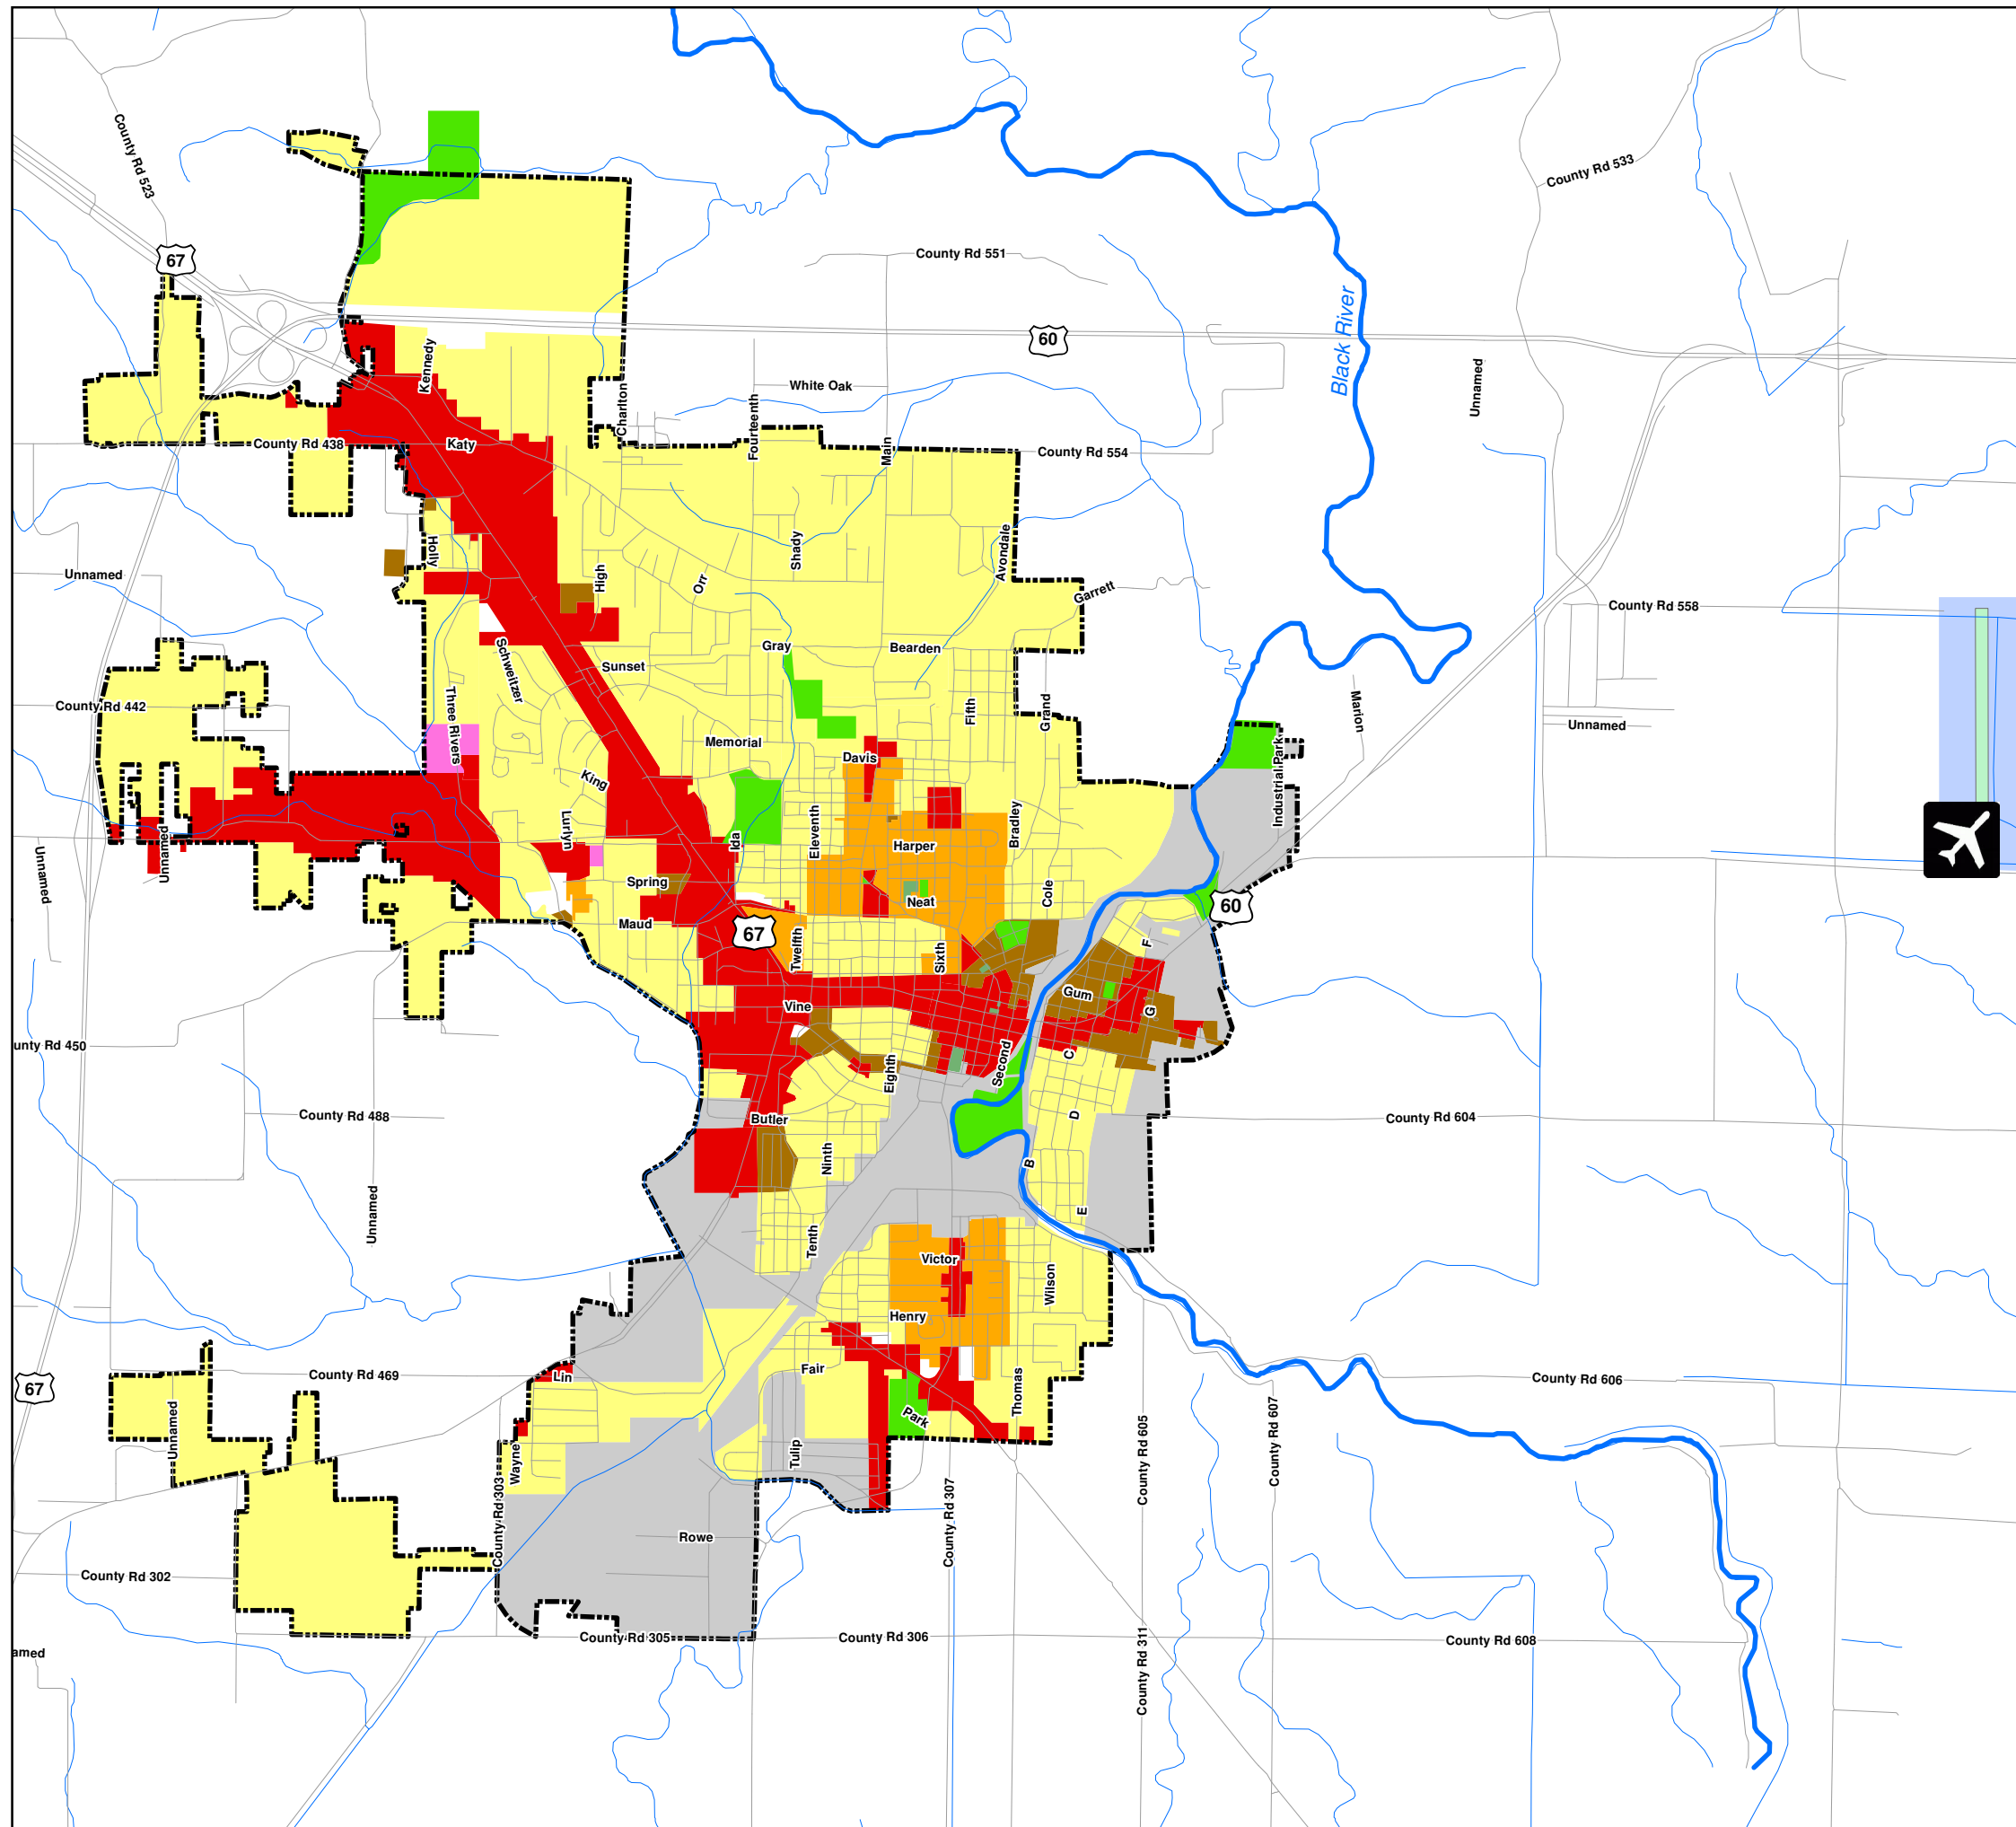 County Rd 523
County Rd 533
67
County Rd 551
Black River
60
Kennedy
White Oak
Unnamed
Charlton
Fourteenth
Main
County Rd 438
Katy
County Rd 554
Holly
Shady
Avondale
Unnamed
High
Orr
Garrett
County Rd 558
Gray
Bearden
Schweitzer
Sunset
Three Rivers
County Rd 442
Fifth
Grand
Marion
Unnamed
Memorial
Davis
Industrial Park
King
Luryn
Ida
Eleventh
Harper
Bradley
Unnamed
Unnamed
Spring
Neat
Cole
60
Maud
67
Twelfth
Sixth
F
Gum
Vine
G
unty Rd 450
Second
C
Eighth
County Rd 488
Butler
D
County Rd 604
Ninth
B
Unnamed
E
Tenth
Victor
Wilson
Henry
County Rd 469
Lin
Fair
67
Thomas
County Rd 606
Unnamed
Park
Wayne
Tulip
County Rd 605
County Rd 607
County Rd 303
Rowe
County Rd 307
County Rd 302
County Rd 305
County Rd 306
County Rd 311
County Rd 608
amed